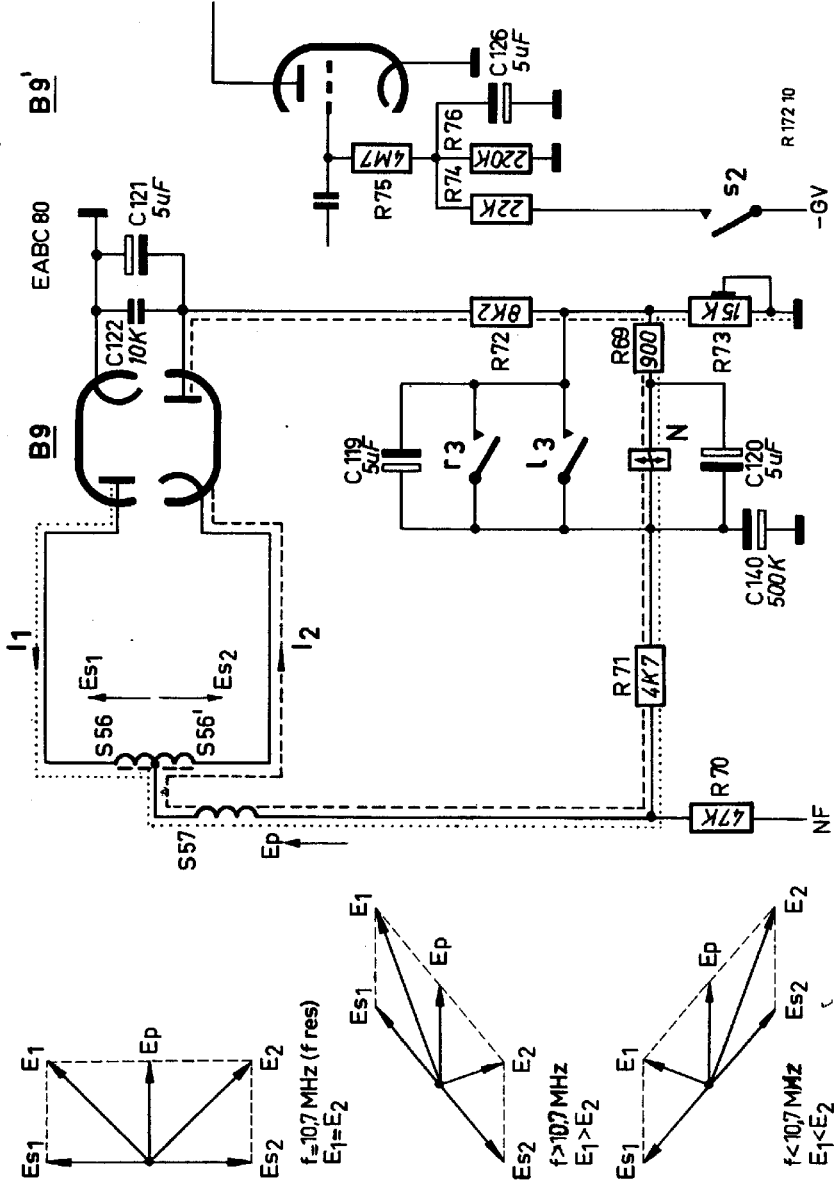 B9'
C126
5uF
R76
220K
R74
22K
R75
4M7
s2
-GV
R172 10
EABC 80
B9
C121
5uF
C122
10K
R72
8K2
R69
900
R73
15K
C119
5uF
r3
l3
N
C120
5uF
C140
500K
R71
4K7
R70
47K
NF
I1
I2
Es1
Es2
S56
S56'
S57
Ep
Es1
E1
Ep
Es2
E2
f=10,7 MHz (f res)
E1=E2
Es1
E1
Ep
Es2
E2
f>10,7 MHz
E1>E2
Es1
E1
Ep
Es2
E2
f<10,7 MHz
E1<E2